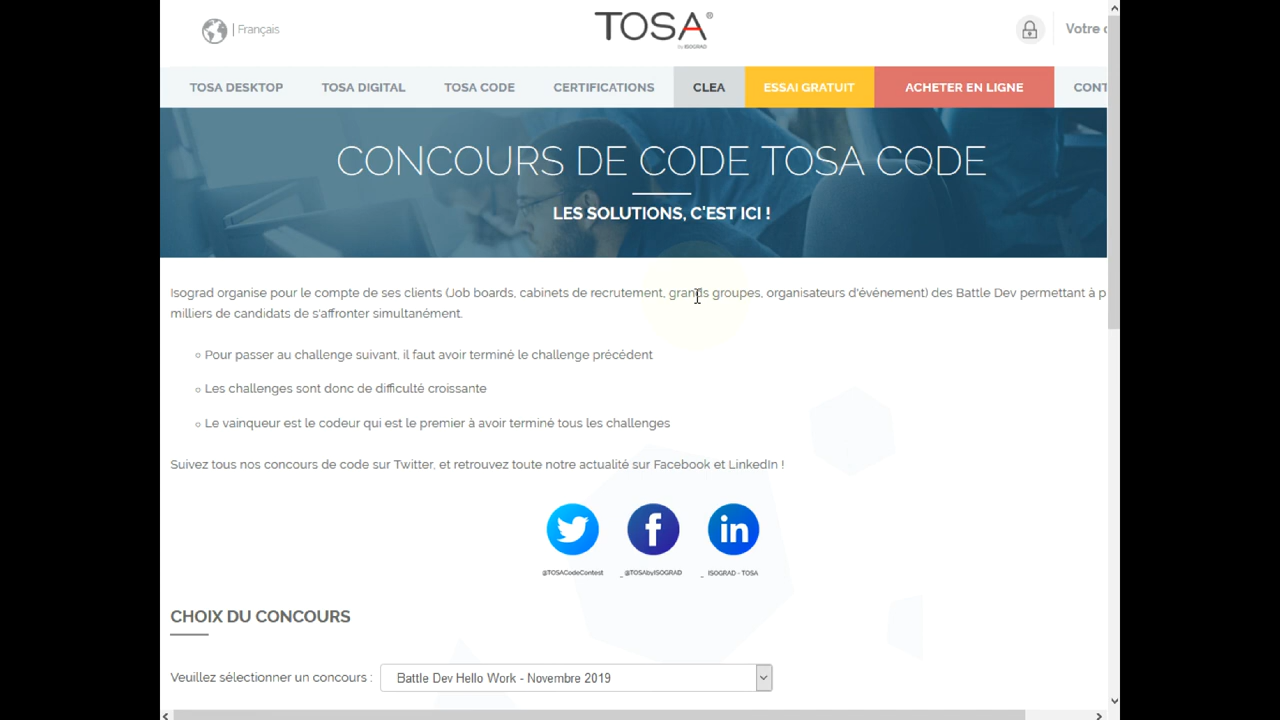 | Français
TOSA®
by ISOGRAD
Votre
TOSA DESKTOP
TOSA DIGITAL
TOSA CODE
CERTIFICATIONS
CLEA
ESSAI GRATUIT
ACHETER EN LIGNE
CONT
CONCOURS DE CODE TOSA CODE
LES SOLUTIONS, C'EST ICI !
Isograd organise pour le compte de ses clients (Job boards, cabinets de recrutement, grands groupes, organisateurs d'évènement) des Battle Dev permettant à p
milliers de candidats de s'affronter simultanément.
Pour passer au challenge suivant, il faut avoir terminé le challenge précédent
Les challenges sont donc de difficulté croissante
Le vainqueur est le codeur qui est le premier à avoir terminé tous les challenges
Suivez tous nos concours de code sur Twitter, et retrouvez toute notre actualité sur Facebook et LinkedIn !
@TOSACodeContest
_ @TOSAbyISOGRAD
_ ISOGRAD - TOSA
CHOIX DU CONCOURS
Veuillez sélectionner un concours :
Battle Dev Hello Work - Novembre 2019